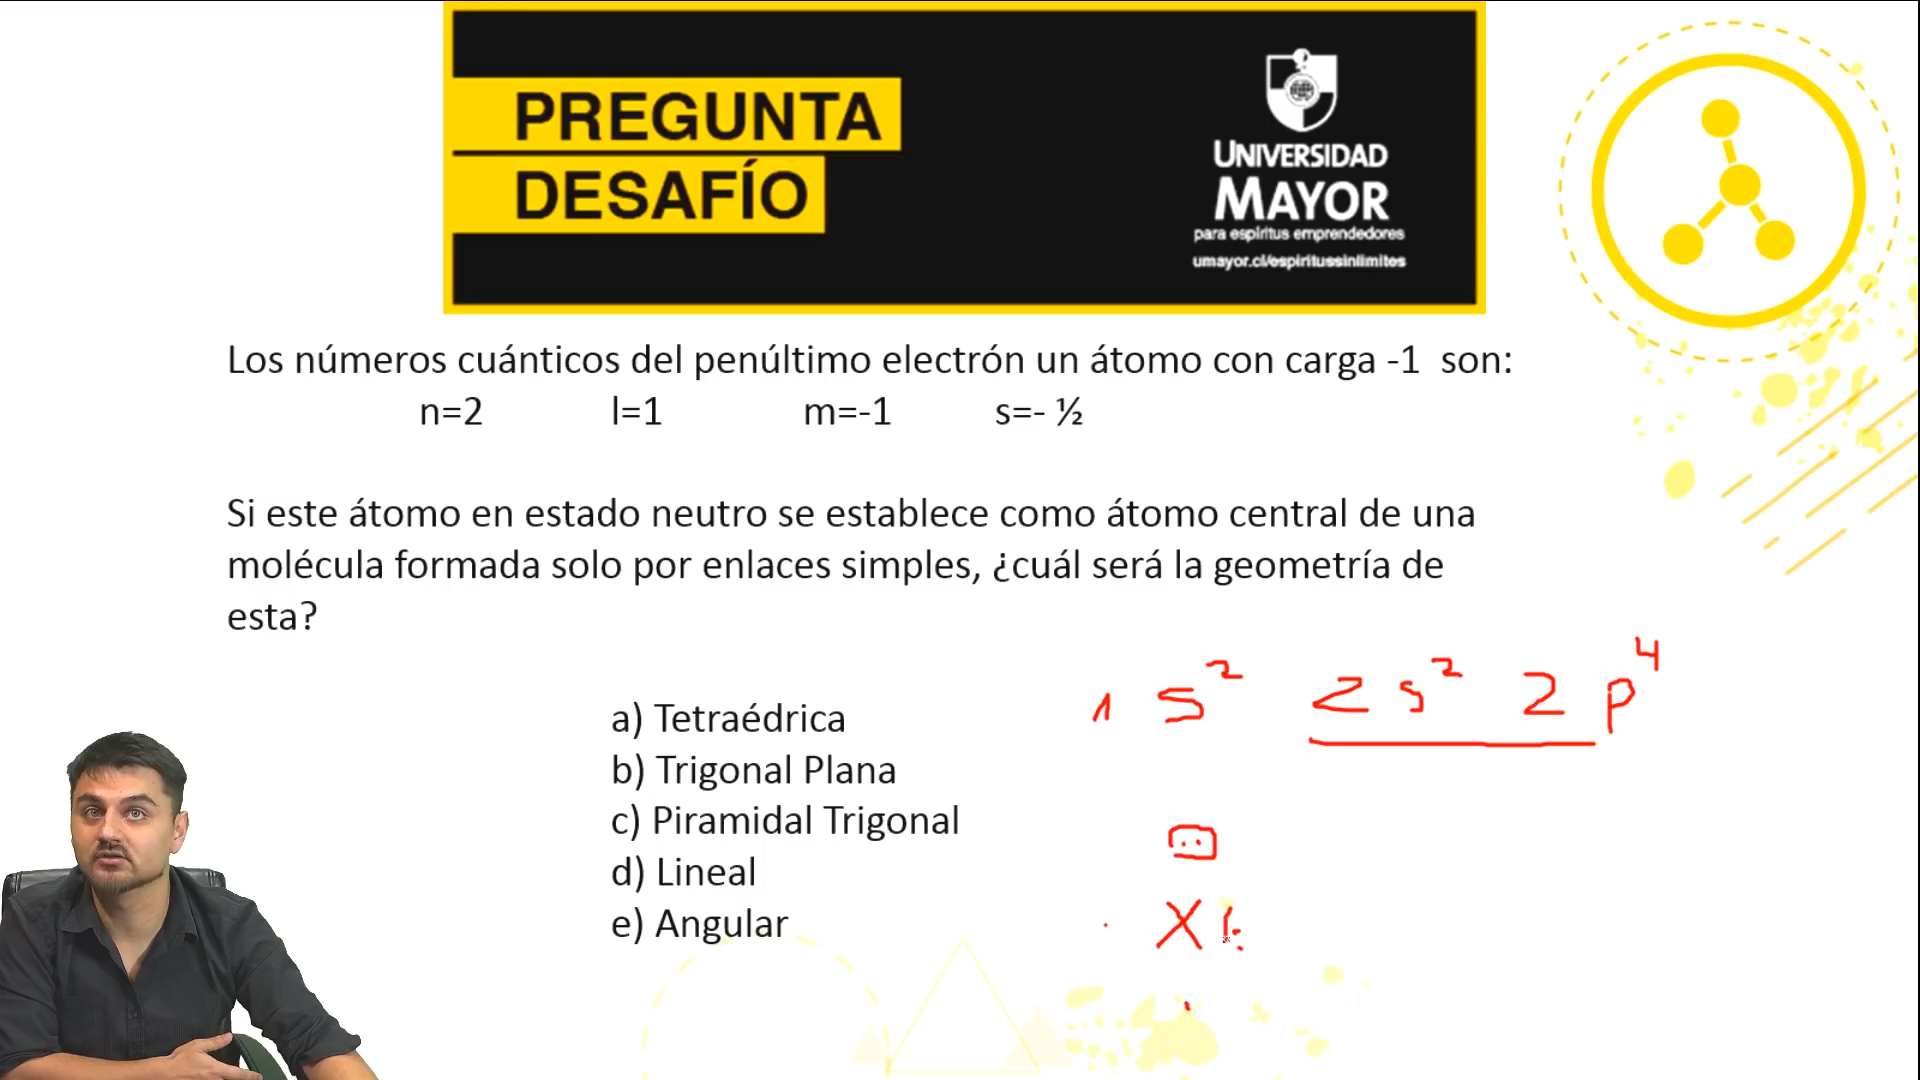 PREGUNTA
DESAFÍO
UNIVERSIDAD
MAYOR
para espíritus emprendedores
umayor.cl/espiritussinlimites
Los números cuánticos del penúltimo electrón un átomo con carga -1 son:
n=2 l=1 m=-1 s=- ½
Si este átomo en estado neutro se establece como átomo central de una
molécula formada solo por enlaces simples, ¿cuál será la geometría de
esta?
1s² 2s² 2p⁴
a) Tetraédrica
b) Trigonal Plana
c) Piramidal Trigonal
d) Lineal
e) Angular
X